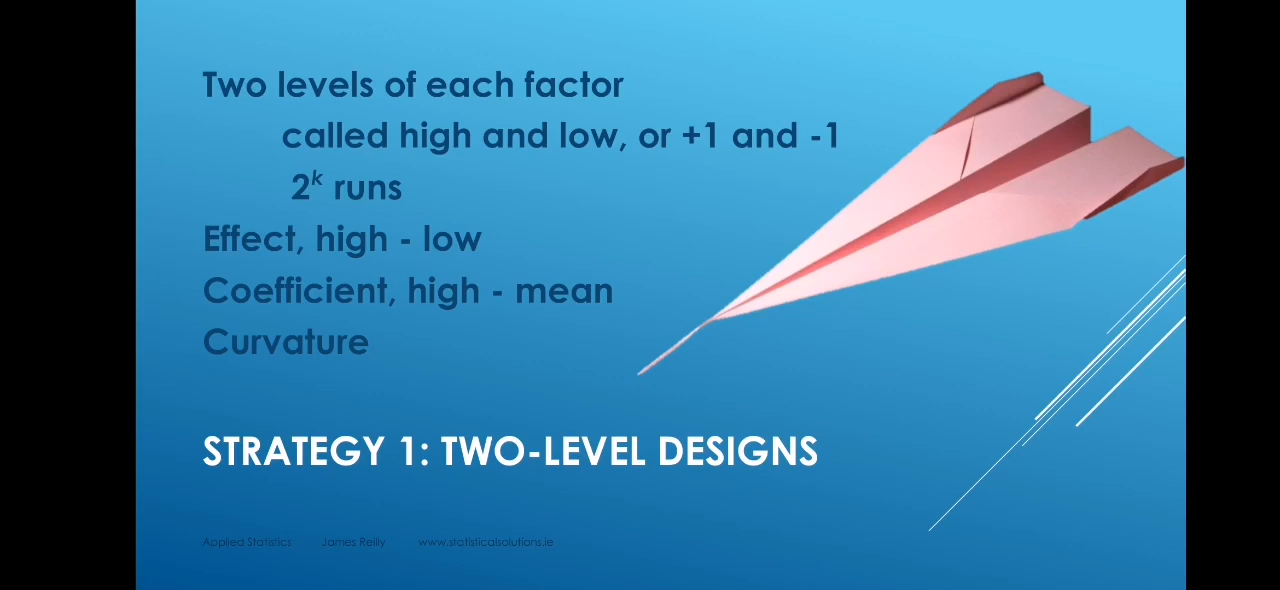 Two levels of each factor
called high and low, or +1 and -1
2ᵏ runs
Effect, high - low
Coefficient, high - mean
Curvature
STRATEGY 1: TWO-LEVEL DESIGNS
Applied Statistics James Reilly www.statisticalsolutions.ie